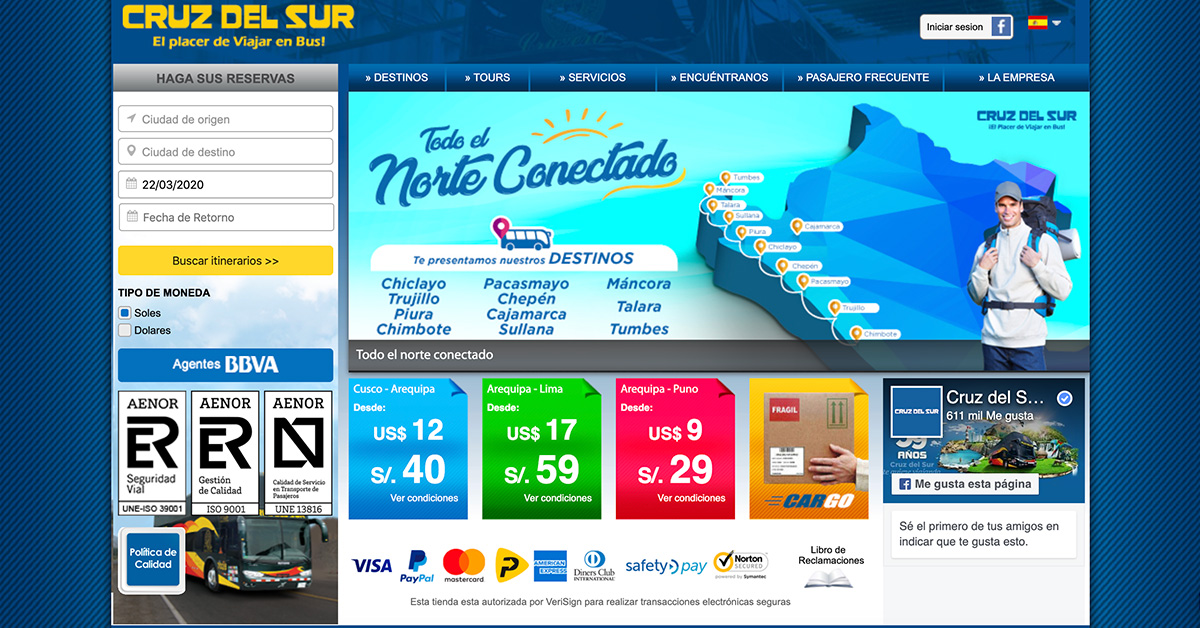 CRUZ DEL SUR
El placer de Viajar en Bus!
Iniciar sesion
f
HAGA SUS RESERVAS
» DESTINOS
» TOURS
» SERVICIOS
» ENCUÉNTRANOS
» PASAJERO FRECUENTE
» LA EMPRESA
Ciudad de origen
Ciudad de destino
22/03/2020
Fecha de Retorno
Buscar itinerarios >>
TIPO DE MONEDA
Soles
Dolares
Agentes BBVA
AENOR
ER
Seguridad
Vial
UNE-ISO 39001
AENOR
ER
Gestión
de Calidad
ISO 9001
AENOR
N
Calidad de Servicio
en Transporte de
Pasajeros
UNE 13816
Política de
Calidad
Todo el
Norte Conectado
Te presentamos nuestros DESTINOS
Chiclayo
Trujillo
Piura
Chimbote
Pacasmayo
Chepén
Cajamarca
Sullana
Máncora
Talara
Tumbes
CRUZ DEL SUR
¡El Placer de Viajar en Bus!
Tumbes
Máncora
Talara
Sullana
Piura
Cajamarca
Chiclayo
Chepén
Pacasmayo
Trujillo
Chimbote
Todo el norte conectado
Cusco - Arequipa
Desde:
US$ 12
S/. 40
Ver condiciones
Arequipa - Lima
Desde:
US$ 17
S/. 59
Ver condiciones
Arequipa - Puno
Desde:
US$ 9
S/. 29
Ver condiciones
FRAGIL
CARGO
CRUZ DEL SUR
Cruz del S...
611 mil Me gusta
AÑOS
Cruz del Sur
f Me gusta esta página
Sé el primero de tus amigos en
indicar que te gusta esto.
VISA
PayPal
mastercard
P
AMERICAN
EXPRESS
Diners Club
INTERNATIONAL
safetypay
Norton
SECURED
powered by Symantec
Libro de
Reclamaciones
Esta tienda esta autorizada por VeriSign para realizar transacciones electrónicas seguras